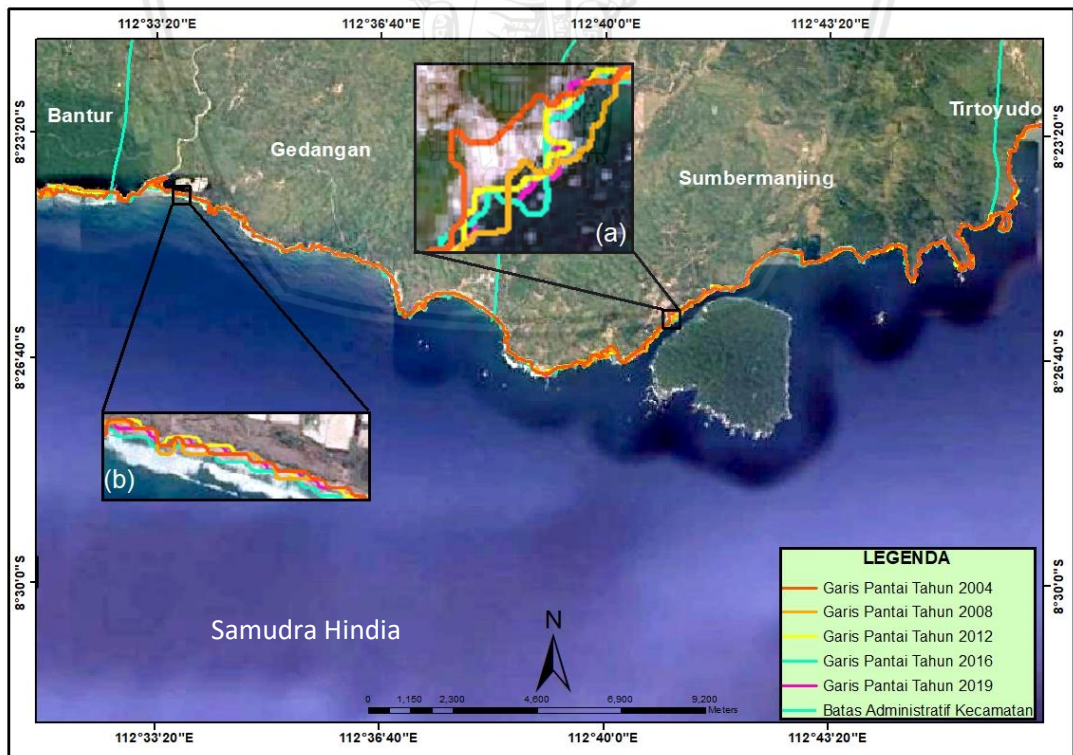 112°33'20"E 112°36'40"E 112°40'0"E 112°43'20"E
8°23'20"S
8°26'40"S
8°30'0"S
8°23'20"S
8°26'40"S
8°30'0"S
Bantur
Gedangan
Sumbermanjing
Tirtoyudo
(a)
(b)
Samudra Hindia
N
0 1,150 2,300 4,600 6,900 9,200
Meters
LEGENDA
Garis Pantai Tahun 2004
Garis Pantai Tahun 2008
Garis Pantai Tahun 2012
Garis Pantai Tahun 2016
Garis Pantai Tahun 2019
Batas Administratif Kecamatan
112°33'20"E 112°36'40"E 112°40'0"E 112°43'20"E